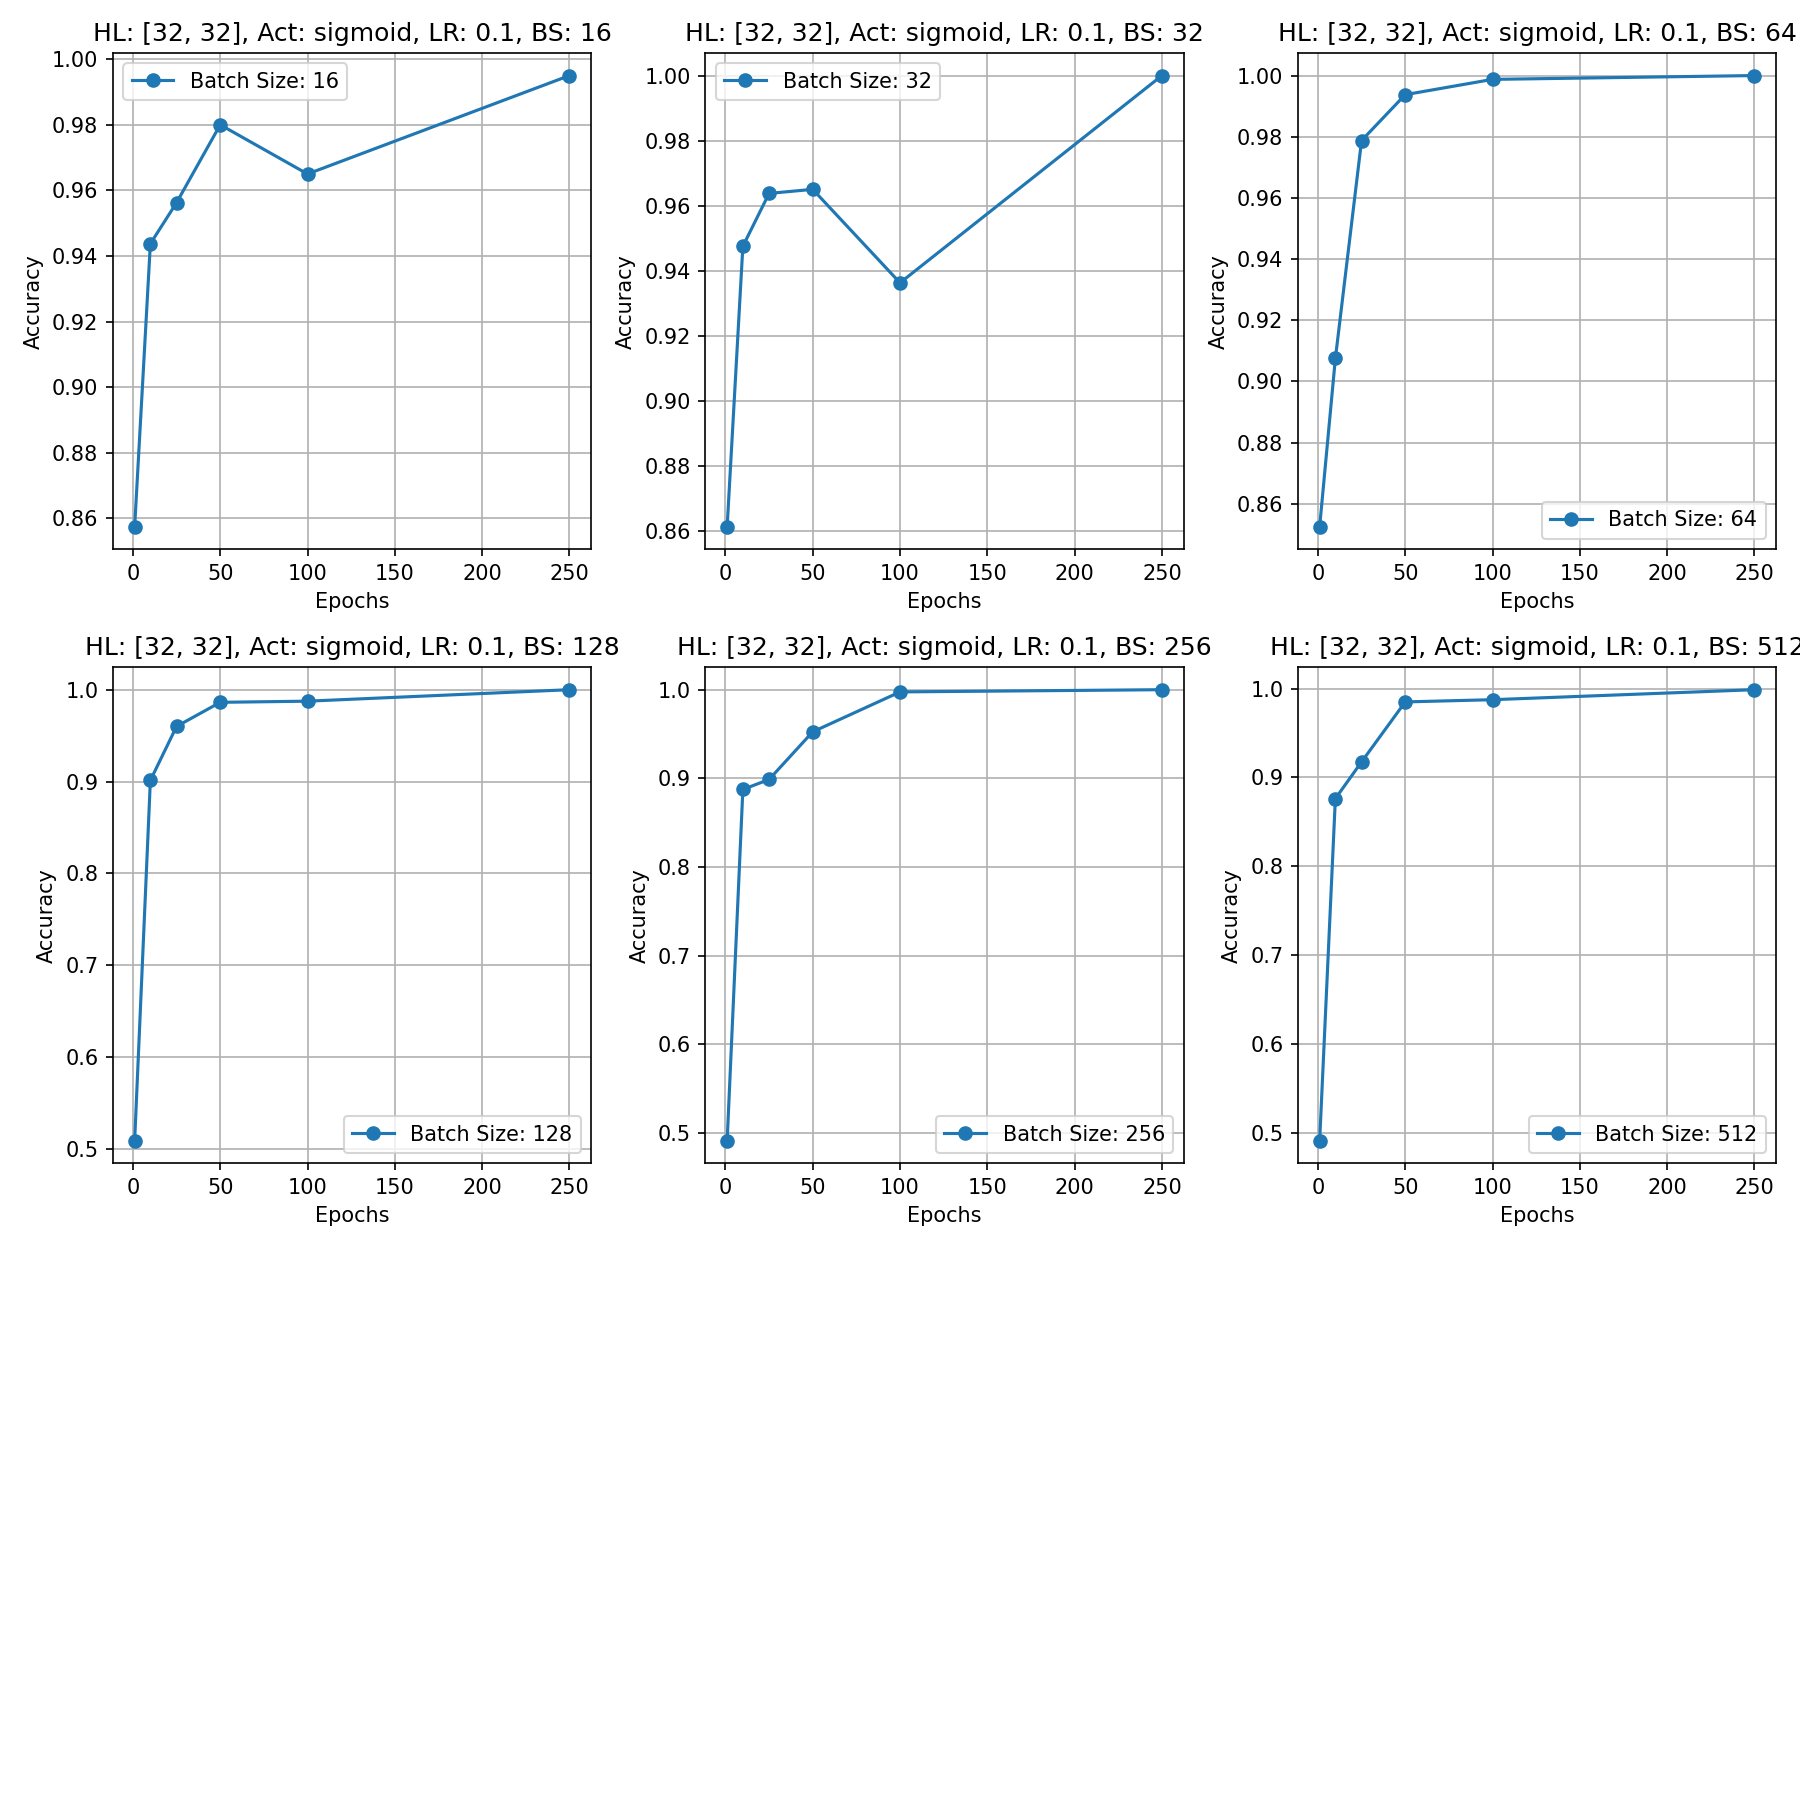 HL: [32, 32], Act: sigmoid, LR: 0.1, BS: 16
1.00
0.98
0.96
0.94
0.92
0.90
0.88
0.86
Accuracy
Batch Size: 16
0 50 100 150 200 250
Epochs
HL: [32, 32], Act: sigmoid, LR: 0.1, BS: 32
1.00
0.98
0.96
0.94
0.92
0.90
0.88
0.86
Accuracy
Batch Size: 32
0 50 100 150 200 250
Epochs
HL: [32, 32], Act: sigmoid, LR: 0.1, BS: 64
1.00
0.98
0.96
0.94
0.92
0.90
0.88
0.86
Accuracy
Batch Size: 64
0 50 100 150 200 250
Epochs
HL: [32, 32], Act: sigmoid, LR: 0.1, BS: 128
1.0
0.9
0.8
0.7
0.6
0.5
Accuracy
Batch Size: 128
0 50 100 150 200 250
Epochs
HL: [32, 32], Act: sigmoid, LR: 0.1, BS: 256
1.0
0.9
0.8
0.7
0.6
0.5
Accuracy
Batch Size: 256
0 50 100 150 200 250
Epochs
HL: [32, 32], Act: sigmoid, LR: 0.1, BS: 512
1.0
0.9
0.8
0.7
0.6
0.5
Accuracy
Batch Size: 512
0 50 100 150 200 250
Epochs